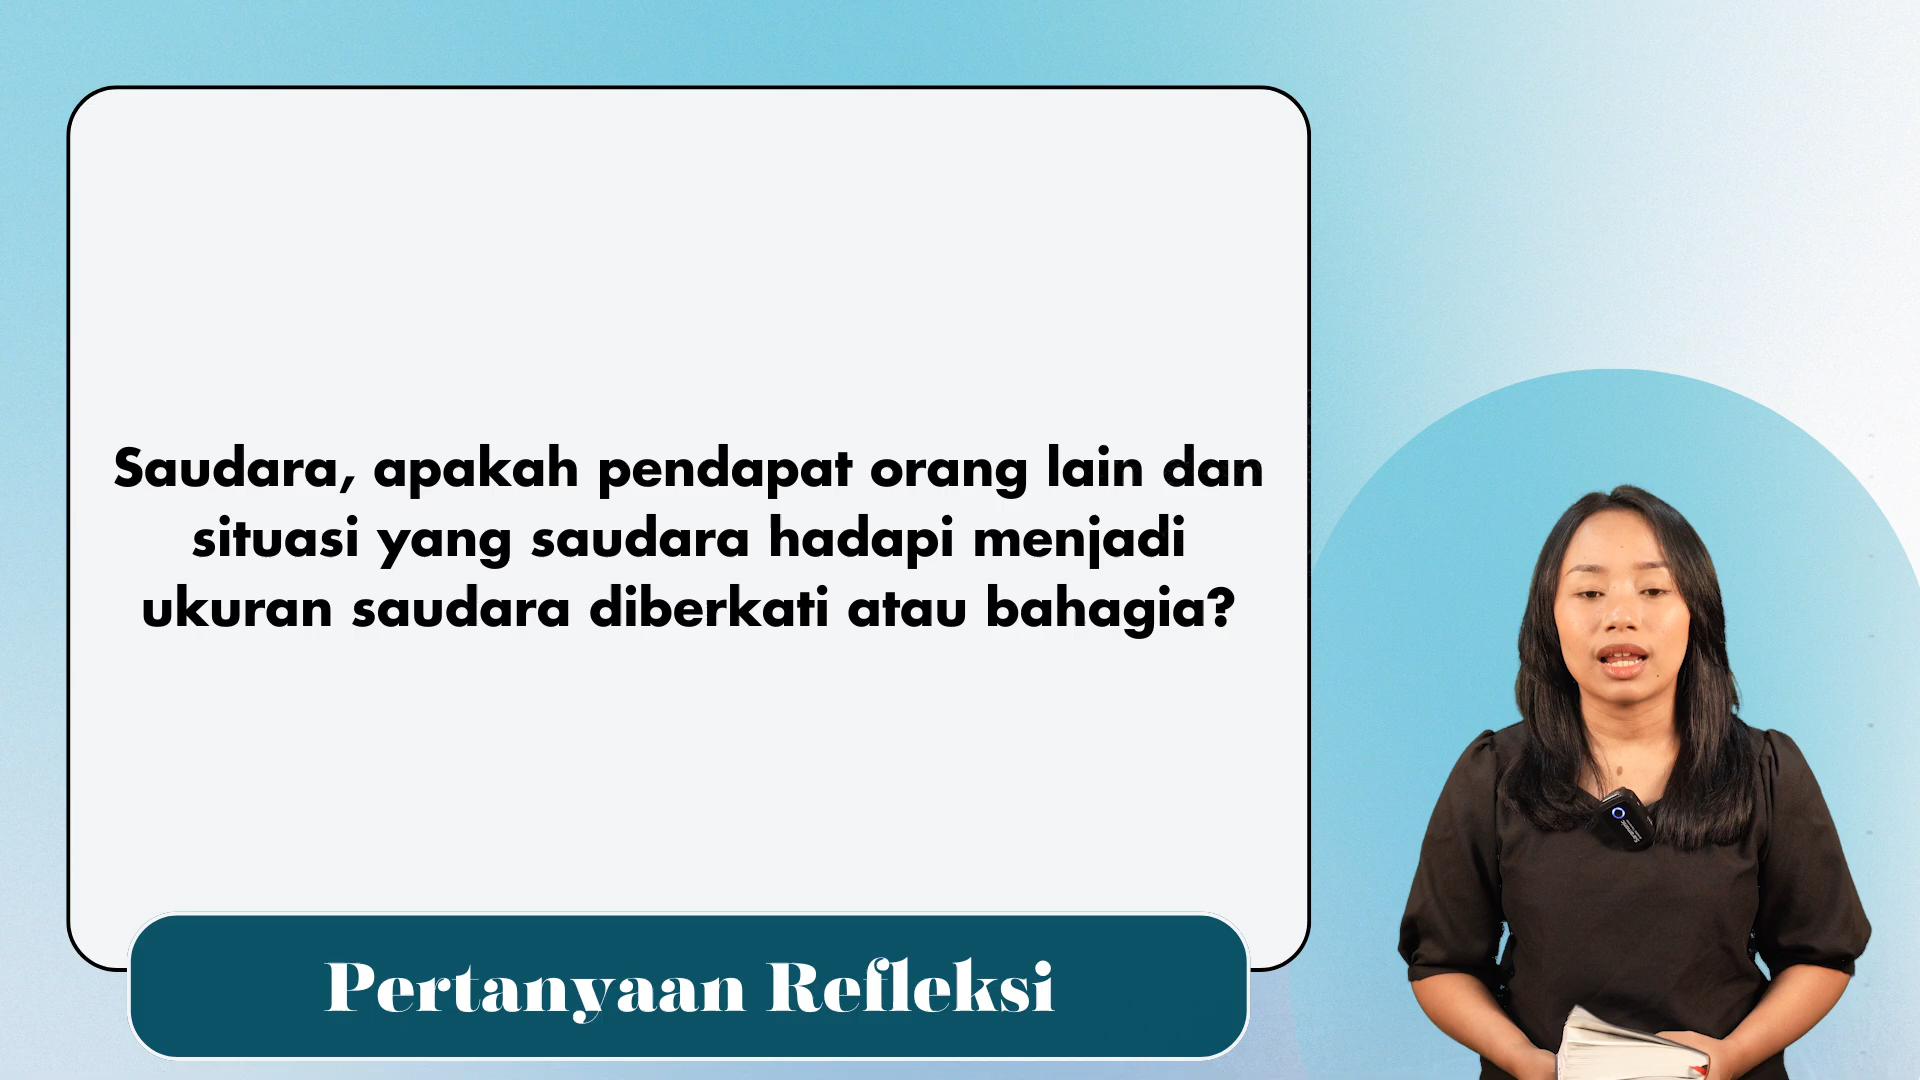 Saudara, apakah pendapat orang lain dan
situasi yang saudara hadapi menjadi
ukuran saudara diberkati atau bahagia?
Pertanyaan Refleksi